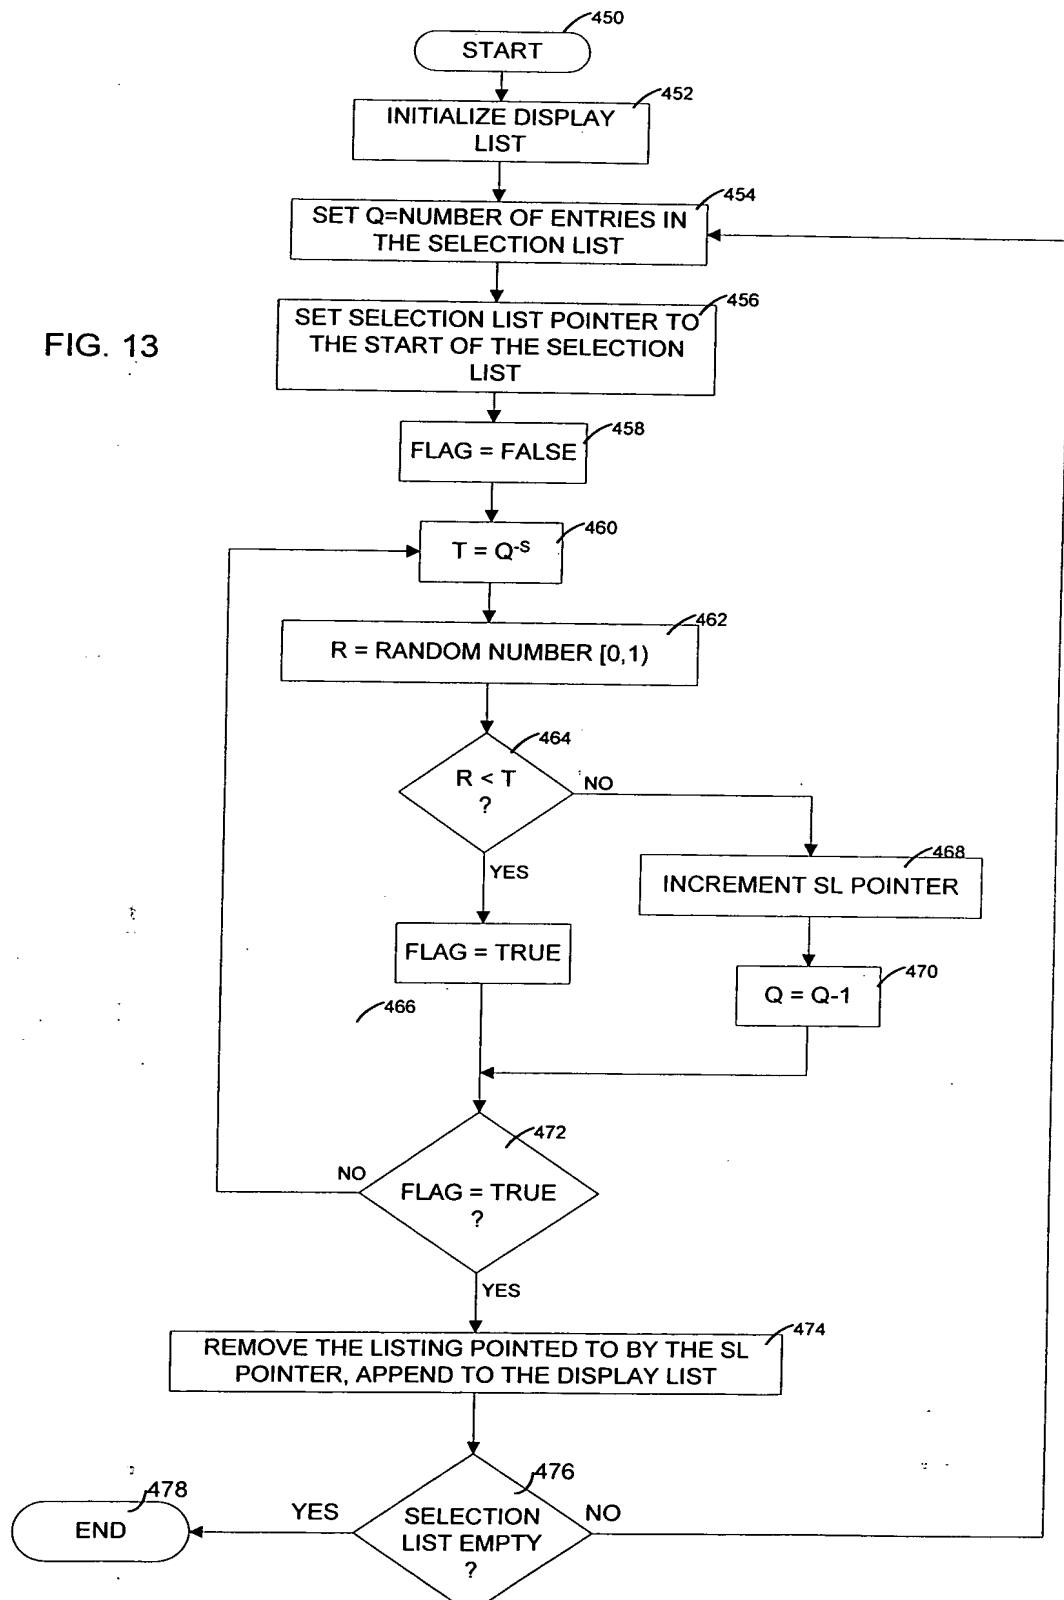 450
START
452
INITIALIZE DISPLAY
LIST
454
SET Q=NUMBER OF ENTRIES IN
THE SELECTION LIST
456
SET SELECTION LIST POINTER TO
THE START OF THE SELECTION
LIST
FIG. 13
458
FLAG = FALSE
460
T = Q-S
462
R = RANDOM NUMBER [0,1)
464
R < T
?
NO
YES
468
INCREMENT SL POINTER
FLAG = TRUE
466
470
Q = Q-1
472
NO
FLAG = TRUE
?
YES
474
REMOVE THE LISTING POINTED TO BY THE SL
POINTER, APPEND TO THE DISPLAY LIST
476
SELECTION
LIST EMPTY
?
YES
NO
478
END